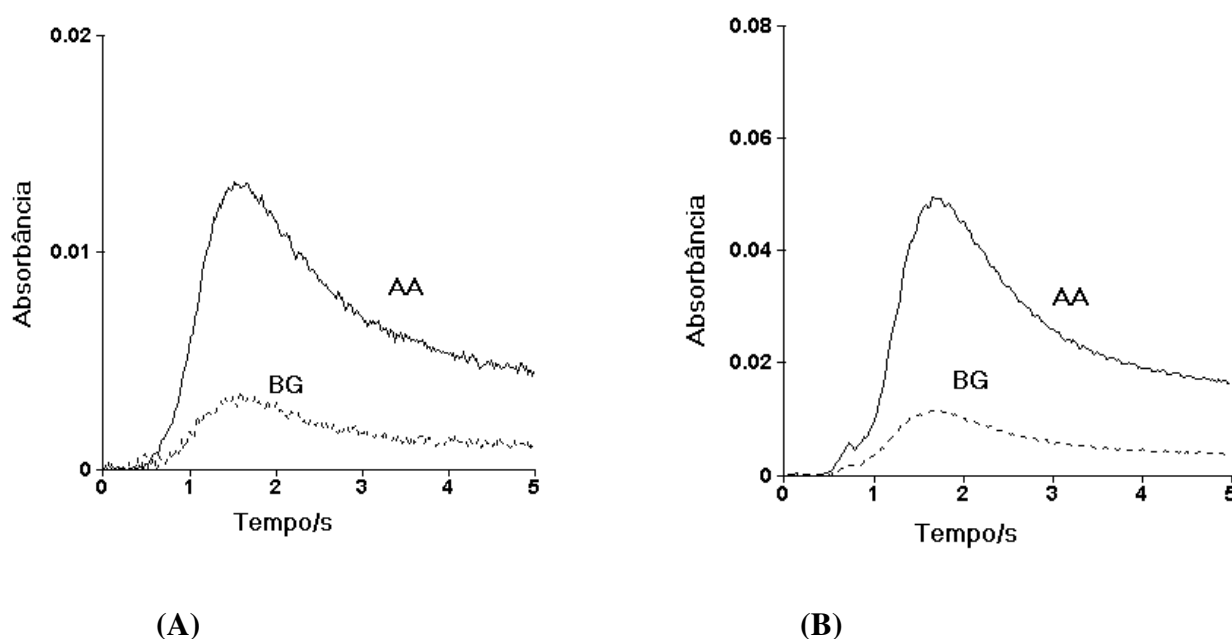 0.02
0.01
0
Absorbância
AA
BG
0 1 2 3 4 5
Tempo/s
(A)
0.08
0.06
0.04
0.02
0
Absorbância
AA
BG
0 1 2 3 4 5
Tempo/s
(B)